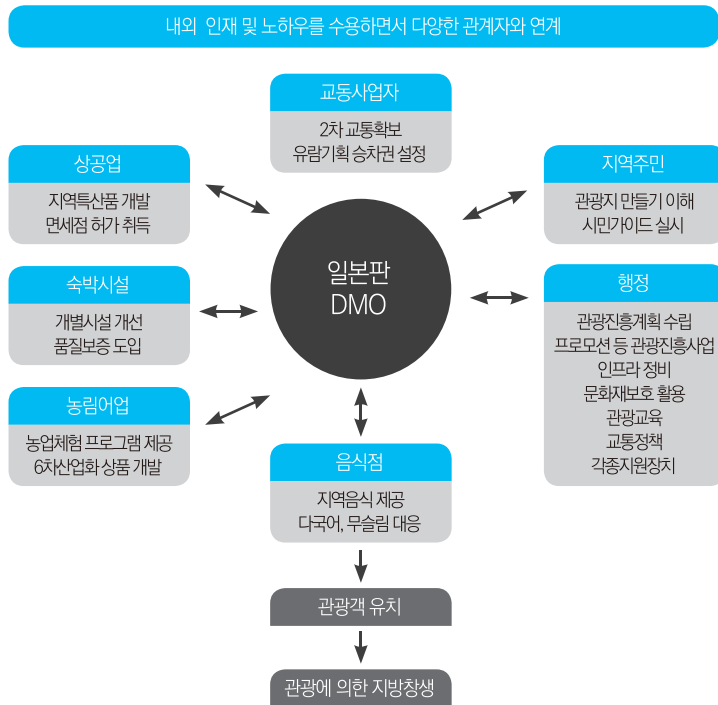 내외 인재 및 노하우를 수용하면서 다양한 관계자와 연계
교통사업자
2차 교통확보
유람기획 승차권 설정
상공업
지역특산품 개발
면세점 허가 취득
지역주민
관광지 만들기 이해
시민가이드 실시
일본판
DMO
숙박시설
개별시설 개선
품질보증 도입
행정
관광진흥계획 수립
프로모션 등 관광진흥사업
인프라 정비
문화재보호 활용
관광교육
교통정책
각종지원장치
농림어업
농업체험 프로그램 제공
6차산업화 상품 개발
음식점
지역음식 제공
다국어, 무슬림 대응
관광객 유치
관광에 의한 지방창생